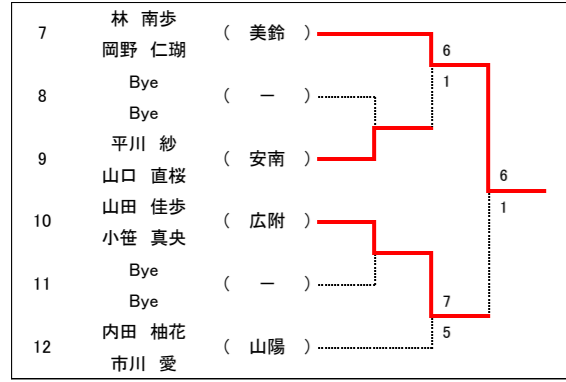 林 南歩
7 ( 美鈴 )
岡野 仁瑚
6
1
Bye
8 ( ー )
Bye
平川 紗
9 ( 安南 )
山口 直桜
6
1
山田 佳歩
10 ( 広附 )
小笹 真央
Bye
11 ( ー )
Bye
7
5
内田 柚花
12 ( 山陽 )
市川 愛